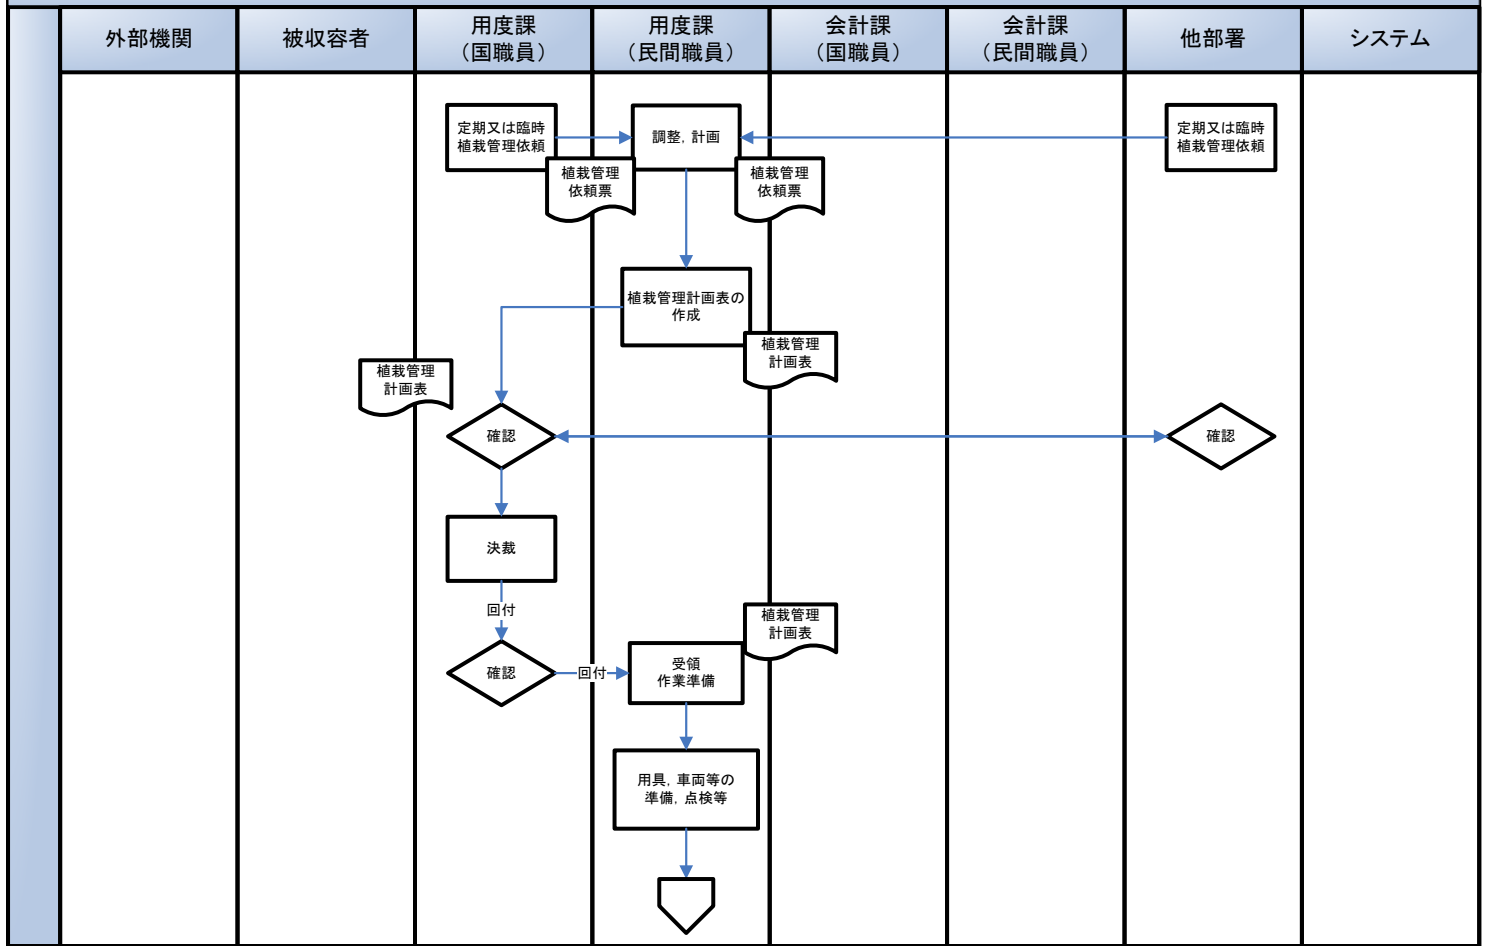 外部機関
被収容者
用度課
（国職員）
用度課
（民間職員）
会計課
（国職員）
会計課
（民間職員）
他部署
システム
定期又は臨時
植栽管理依頼
調整，計画
定期又は臨時
植栽管理依頼
植栽管理
依頼票
植栽管理
依頼票
植栽管理計画表の
作成
植栽管理
計画表
植栽管理
計画表
確認
確認
決裁
回付
植栽管理
計画表
確認
回付
受領
作業準備
用具，車両等の
準備，点検等